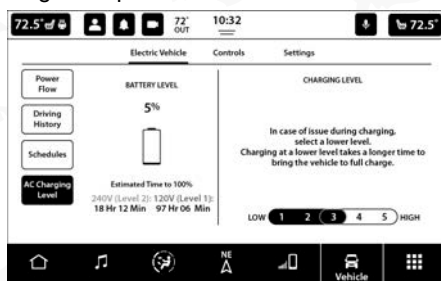 72.5°
72°
OUT
10:32
72.5°
Electric Vehicle
Controls
Settings
Power
Flow
Driving
History
Schedules
AC Charging
Level
BATTERY LEVEL
5%
Estimated Time to 100%
240V (Level 2): 120V (Level 1):
18 Hr 12 Min 97 Hr 06 Min
CHARGING LEVEL
In case of issue during charging,
select a lower level.
Charging at a lower level takes a longer time to
bring the vehicle to full charge.
LOW 1 2 3 4 5 HIGH
NE
Vehicle